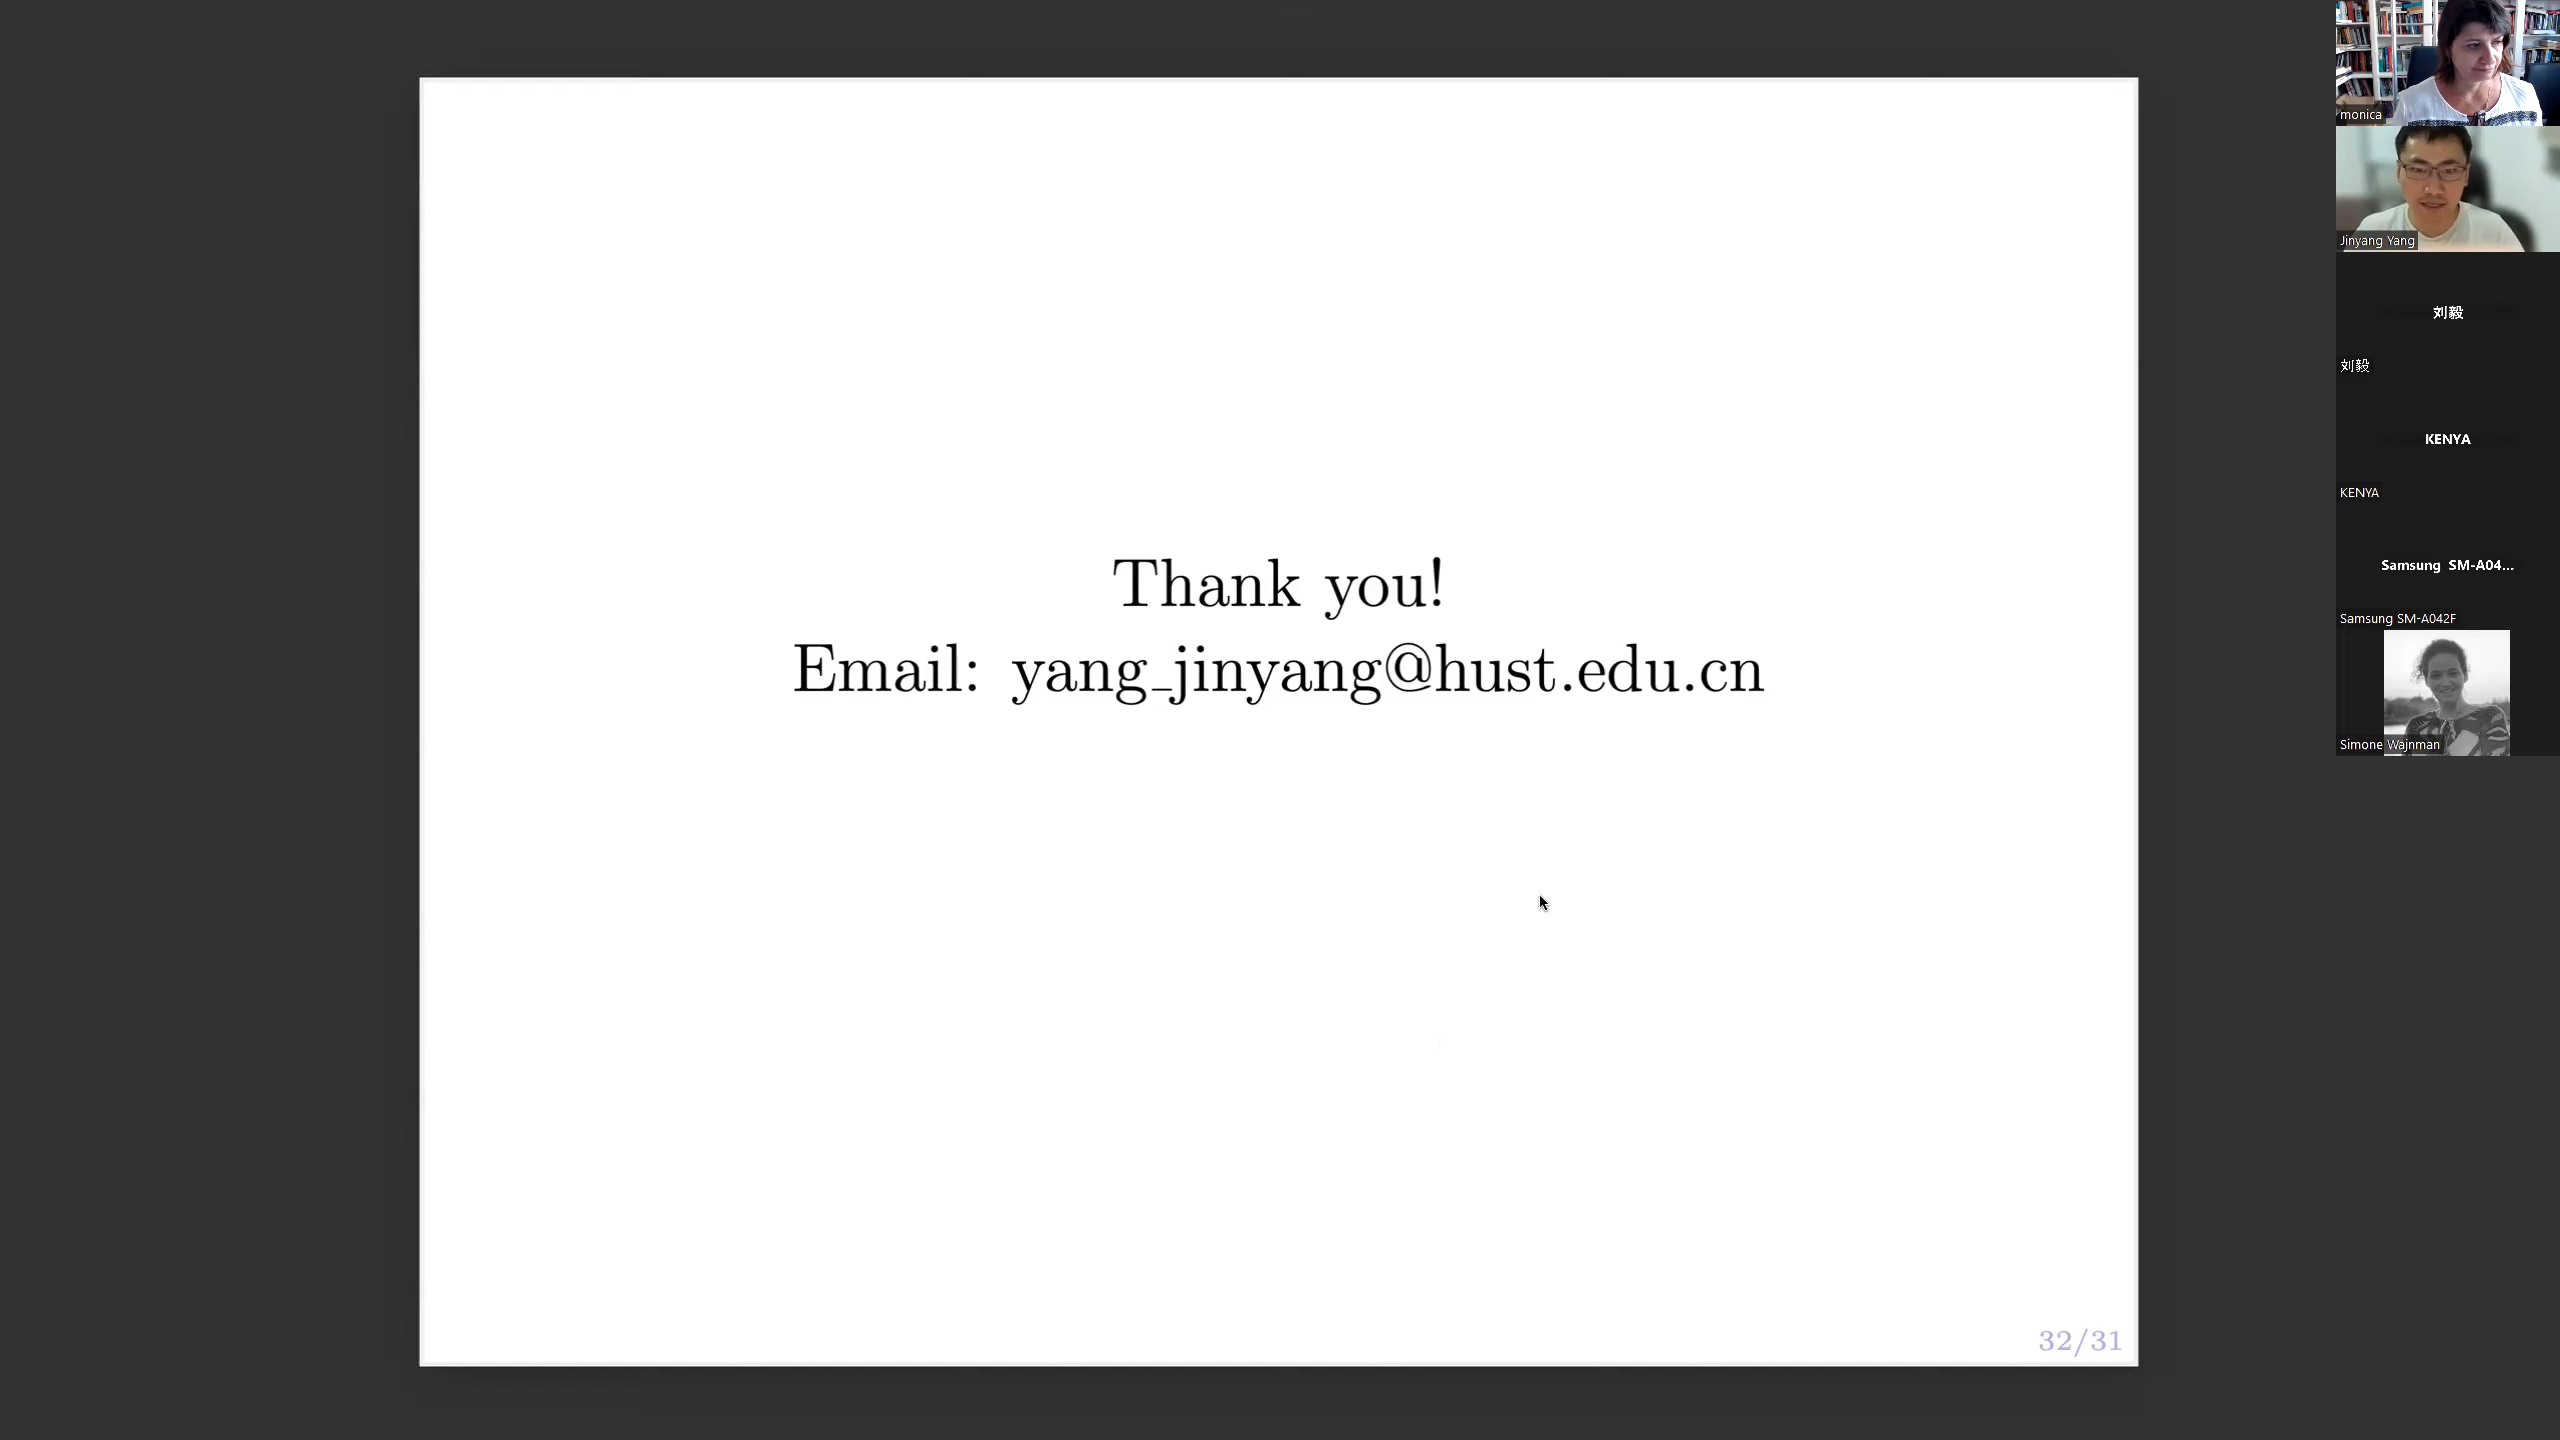 Thank you!
Email: yang_jinyang@hust.edu.cn
32/31
monica
Jinyang Yang
刘毅
刘毅
KENYA
KENYA
Samsung SM-A04...
Samsung SM-A042F
Simone Wajnman